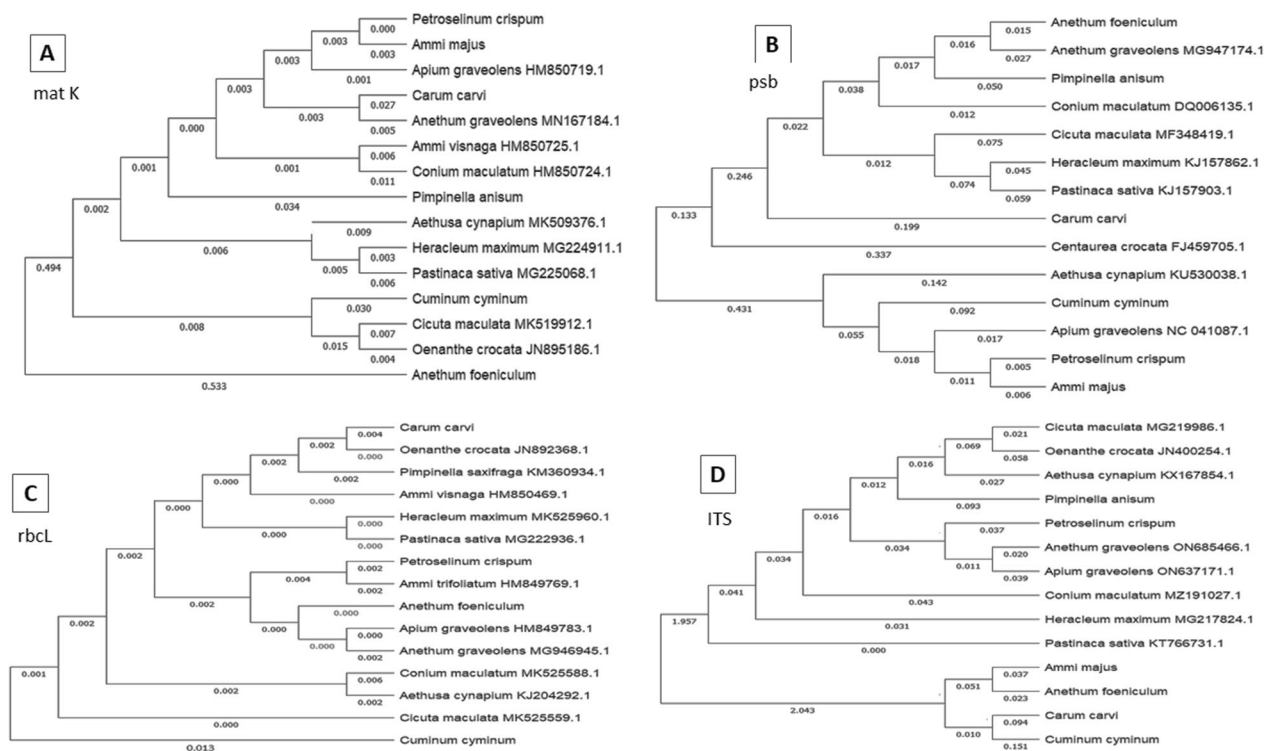 A
mat K
Petroselinum crispum
0.000
0.003
Ammi majus
0.003
0.003
Apium graveolens HM850719.1
0.001
0.003
Carum carvi
0.027
0.003
Anethum graveolens MN167184.1
0.005
0.000
Ammi visnaga HM850725.1
0.006
0.001
Conium maculatum HM850724.1
0.011
0.001
Pimpinella anisum
0.034
0.002
Aethusa cynapium MK509376.1
0.009
0.006
Heracleum maximum MG224911.1
0.003
0.005
Pastinaca sativa MG225068.1
0.006
0.494
Cuminum cyminum
0.030
0.008
Cicuta maculata MK519912.1
0.007
0.015
Oenanthe crocata JN895186.1
0.004
Anethum foeniculum
0.533
B
psb
Anethum foeniculum
0.015
0.016
Anethum graveolens MG947174.1
0.027
0.017
Pimpinella anisum
0.050
0.038
Conium maculatum DQ006135.1
0.012
0.022
Cicuta maculata MF348419.1
0.075
0.012
Heracleum maximum KJ157862.1
0.045
0.074
Pastinaca sativa KJ157903.1
0.059
0.246
Carum carvi
0.199
0.133
Centaurea crocata FJ459705.1
0.337
Aethusa cynapium KU530038.1
0.142
0.431
Cuminum cyminum
0.092
0.055
Apium graveolens NC 041087.1
0.017
0.018
Petroselinum crispum
0.005
0.011
Ammi majus
0.006
C
rbcL
Carum carvi
0.004
0.002
Oenanthe crocata JN892368.1
0.000
0.002
Pimpinella saxifraga KM360934.1
0.002
0.000
Ammi visnaga HM850469.1
0.000
0.000
Heracleum maximum MK525960.1
0.000
0.000
Pastinaca sativa MG222936.1
0.000
0.002
Petroselinum crispum
0.002
0.004
Ammi trifoliatum HM849769.1
0.002
0.002
Anethum foeniculum
0.000
0.000
Apium graveolens HM849783.1
0.000
0.000
Anethum graveolens MG946945.1
0.002
0.002
Conium maculatum MK525588.1
0.006
0.002
Aethusa cynapium KJ204292.1
0.002
0.001
Cicuta maculata MK525559.1
0.000
Cuminum cyminum
0.013
D
ITS
Cicuta maculata MG219986.1
0.021
0.069
Oenanthe crocata JN400254.1
0.058
0.016
Aethusa cynapium KX167854.1
0.027
0.012
Pimpinella anisum
0.093
0.016
Petroselinum crispum
0.037
0.034
Anethum graveolens ON685466.1
0.020
0.011
Apium graveolens ON637171.1
0.039
0.034
Conium maculatum MZ191027.1
0.043
0.041
Heracleum maximum MG217824.1
0.031
1.957
Pastinaca sativa KT766731.1
0.000
Ammi majus
0.037
0.051
Anethum foeniculum
0.023
2.043
Carum carvi
0.094
0.010
Cuminum cyminum
0.151